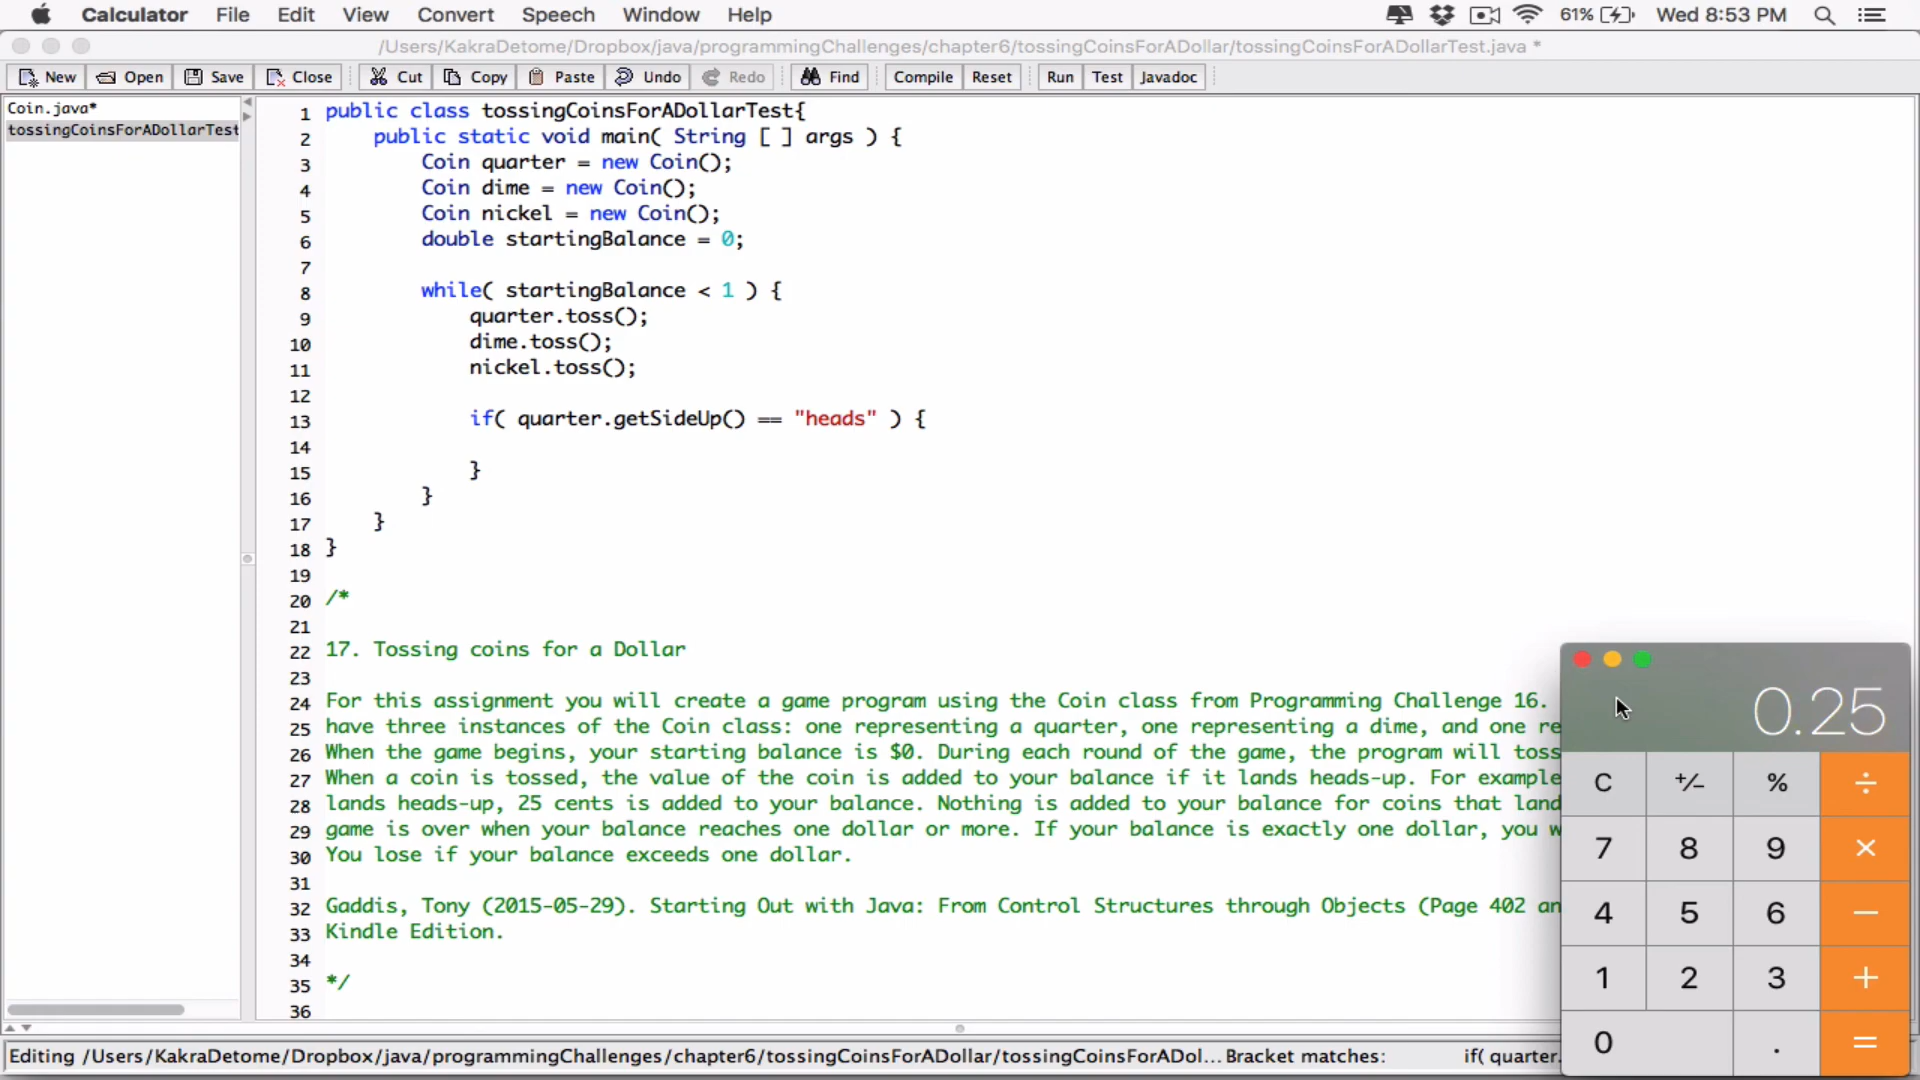 Calculator File Edit View Convert Speech Window Help 61% Wed 8:53 PM
/Users/KakraDetome/Dropbox/java/programmingChallenges/chapter6/tossingCoinsForADollar/tossingCoinsForADollarTest.java *
New Open Save Close Cut Copy Paste Undo Redo Find Compile Reset Run Test Javadoc
Coin.java*
tossingCoinsForADollarTest
1 public class tossingCoinsForADollarTest{
2 public static void main( String [ ] args ) {
3 Coin quarter = new Coin();
4 Coin dime = new Coin();
5 Coin nickel = new Coin();
6 double startingBalance = 0;
7
8 while( startingBalance < 1 ) {
9 quarter.toss();
10 dime.toss();
11 nickel.toss();
12
13 if( quarter.getSideUp() == "heads" ) {
14
15 }
16 }
17 }
18 }
19
20 /*
21
22 17. Tossing coins for a Dollar
23
24 For this assignment you will create a game program using the Coin class from Programming Challenge 16.
25 have three instances of the Coin class: one representing a quarter, one representing a dime, and one re
26 When the game begins, your starting balance is $0. During each round of the game, the program will toss
27 When a coin is tossed, the value of the coin is added to your balance if it lands heads-up. For example
28 lands heads-up, 25 cents is added to your balance. Nothing is added to your balance for coins that land
29 game is over when your balance reaches one dollar or more. If your balance is exactly one dollar, you w
30 You lose if your balance exceeds one dollar.
31
32 Gaddis, Tony (2015-05-29). Starting Out with Java: From Control Structures through Objects (Page 402 an
33 Kindle Edition.
34
35 */
36
0.25
C +/- % ÷
7 8 9 ×
4 5 6 −
1 2 3 +
0 . =
Editing /Users/KakraDetome/Dropbox/java/programmingChallenges/chapter6/tossingCoinsForADollar/tossingCoinsForADol... Bracket matches: if( quarter.